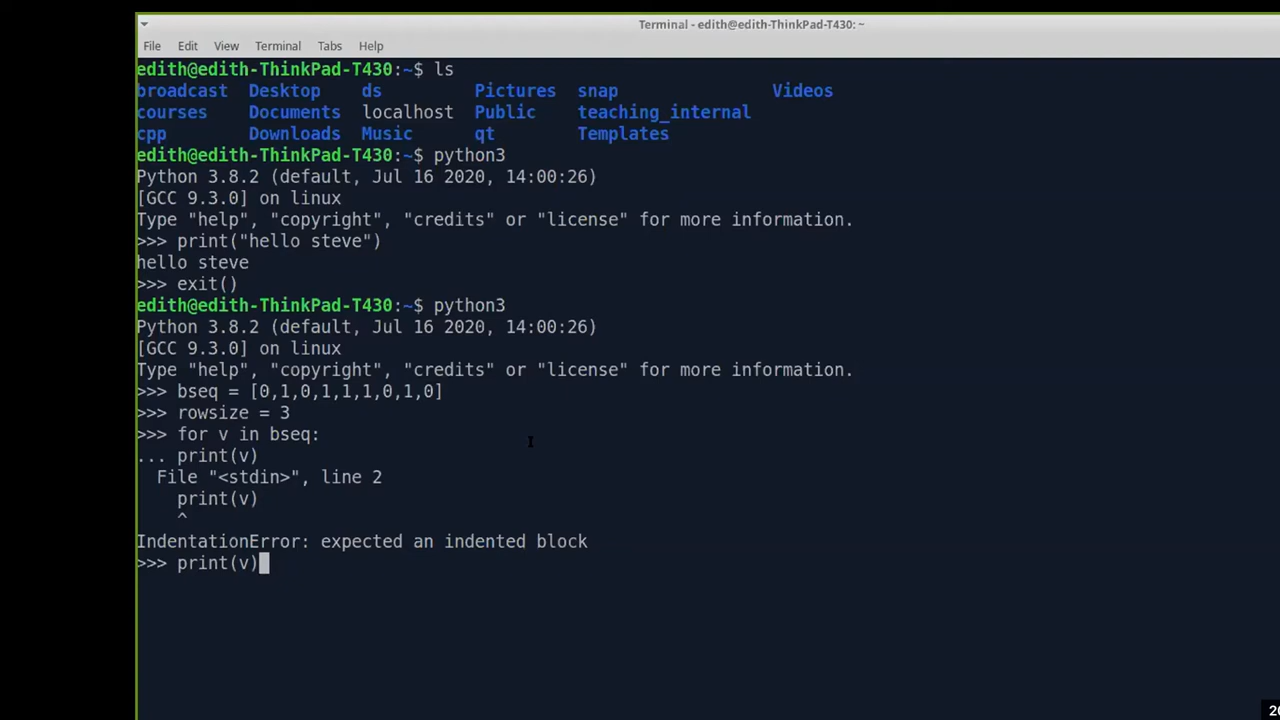 Terminal - edith@edith-ThinkPad-T430: ~
File Edit View Terminal Tabs Help
edith@edith-ThinkPad-T430:~$ ls
broadcast Desktop ds Pictures snap Videos
courses Documents localhost Public teaching_internal
cpp Downloads Music qt Templates
edith@edith-ThinkPad-T430:~$ python3
Python 3.8.2 (default, Jul 16 2020, 14:00:26)
[GCC 9.3.0] on linux
Type "help", "copyright", "credits" or "license" for more information.
>>> print("hello steve")
hello steve
>>> exit()
edith@edith-ThinkPad-T430:~$ python3
Python 3.8.2 (default, Jul 16 2020, 14:00:26)
[GCC 9.3.0] on linux
Type "help", "copyright", "credits" or "license" for more information.
>>> bseq = [0,1,0,1,1,1,0,1,0]
>>> rowsize = 3
>>> for v in bseq:
... print(v)
  File "<stdin>", line 2
    print(v)
    ^
IndentationError: expected an indented block
>>> print(v)